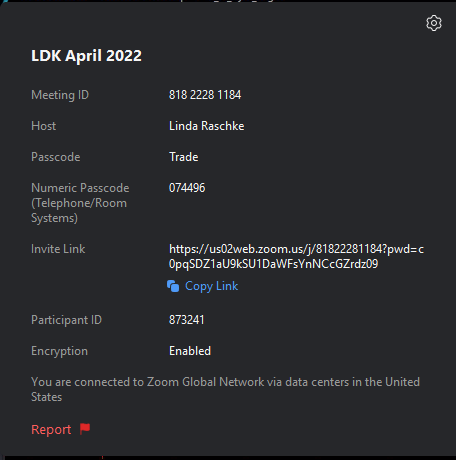 LDK April 2022
Meeting ID 818 2228 1184
Host Linda Raschke
Passcode Trade
Numeric Passcode 074496
(Telephone/Room
Systems)
Invite Link https://us02web.zoom.us/j/81822281184?pwd=c
0pqSDZ1aU9kSU1DaWFsYnNCcGZrdz09
Copy Link
Participant ID 873241
Encryption Enabled
You are connected to Zoom Global Network via data centers in the United
States
Report